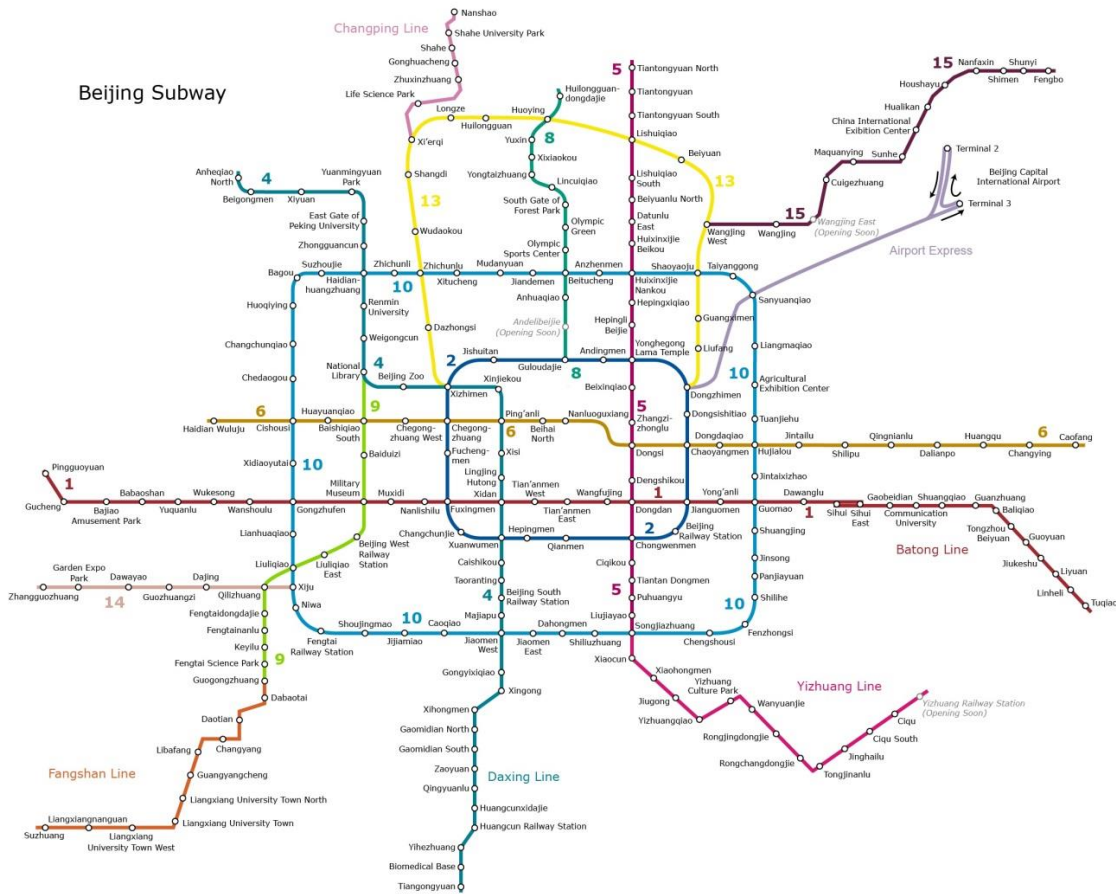 Beijing Subway
Changping Line
Nanshao
Shahe University Park
Shahe
Gonghuacheng
Zhuxinzhuang
Life Science Park
Xi'erqi
Longze
Huilongguan
Huoying
Huilongguan-
dongdajie
8
Yuxin
Xixiaokou
Yongtaizhuang
Lincuiqiao
South Gate of
Forest Park
Olympic
Green
Olympic
Sports Center
Beitucheng
Anhuaqiao
Andelibeijie
(Opening Soon)
Guloudajie
8
5
Tiantongyuan North
Tiantongyuan
Tiantongyuan South
Lishuiqiao
Lishuiqiao
South
Beiyuanlu North
Datunlu
East
Huixinxijie
Beikou
Huixinxijie
Nankou
Hepingxiqiao
Hepingli
Beijie
Yonghegong
Lama Temple
Beixinqiao
5
Zhangzi-
zhonglu
Dongsi
Dengshikou
Dongdan
Chongwenmen
Ciqikou
Tiantan Dongmen
5
Puhuangyu
Liujiayao
Songjiazhuang
Xiaocun
Xiaohongmen
Jiugong
Yizhuangqiao
Yizhuang
Culture Park
Wanyuanjie
Rongjingdongjie
Rongchangdongjie
Tongjinanlu
Jinghailu
Ciqu South
Ciqu
Yizhuang Railway Station
(Opening Soon)
Yizhuang Line
15
Nanfaxin
Shimen
Shunyi
Fengbo
Houshayu
Hualikan
China International
Exibition Center
Sunhe
Maquanying
Cuigezhuang
Wangjing East
(Opening Soon)
15
Wangjing
Wangjing
West
Terminal 2
Beijing Capital
International Airport
Terminal 3
Airport Express
Beiyuan
13
Shaoyaoju
Guangximen
Liufang
Dongzhimen
Shangdi
13
Wudaokou
Zhichunlu
Dazhongsi
Xizhimen
Anheqiao
North
4
Beigongmen
Xiyuan
Yuanmingyuan
Park
East Gate of
Peking University
Zhongguancun
Haidian-
huangzhuang
Renmin
University
Weigongcun
National
Library
4
Beijing Zoo
Xinjiekou
Ping'anli
Xisi
Lingjing
Hutong
Xidan
Xuanwumen
Caishikou
Taoranting
4
Beijing South
Railway Station
Majiapu
Jiaomen
West
Gongyixiqiao
Xingong
Xihongmen
Gaomidian North
Gaomidian South
Zaoyuan
Qingyuanlu
Huangcunxidajie
Huangcun Railway Station
Yihezhuang
Biomedical Base
Tiangongyuan
Daxing Line
Bagou
Suzhoujie
Zhichunli
10
Xitucheng
Mudanyuan
Jiandemen
Anzhenmen
Taiyanggong
Sanyuanqiao
Liangmaqiao
10
Agricultural
Exhibition Center
Tuanjiehu
Hujialou
Jintaixizhao
Guomao
Shuangjing
Jinsong
Panjiayuan
10
Shilihe
Fenzhongsi
Chengshousi
Shiliuzhuang
Dahongmen
Jiaomen
East
Caoqiao
10
Jijiamiao
Shoujingmao
Fengtai
Railway Station
Niwa
Xiju
Liuliqiao
Lianhuaqiao
Gongzhufen
10
Xidiaoyutai
Cishousi
Chedaogou
Changchunqiao
Huoqiying
2
Jishuitan
Andingmen
Dongsishitiao
Chaoyangmen
Jianguomen
Beijing
Railway Station
2
Qianmen
Hepingmen
Changchunjie
Fuxingmen
Fucheng-
men
Chegong-
zhuang
6
Haidian Wuluju
6
Huayuanqiao
Baishiqiao
South
Chegong-
zhuang West
Beihai
North
Nanluoguxiang
Dongdaqiao
Jintailu
Shilipu
Qingnianlu
Dalianpo
Huangqu
Changying
6
Caofang
Pingguoyuan
1
Gucheng
Bajiao
Amusement Park
Babaoshan
Yuquanlu
Wukesong
Wanshoulu
Military
Museum
Muxidi
Nanlishilu
Tian'anmen
West
Tian'anmen
East
Wangfujing
1
Yong'anli
Dawanglu
1
Sihui
Sihui
East
Gaobeidian
Communication
University
Shuangqiao
Guanzhuang
Baliqiao
Tongzhou
Beiyuan
Guoyuan
Jiukeshu
Liyuan
Linheli
Tuqiao
Batong Line
9
Baiduizi
Beijing West
Railway Station
Liuliqiao
East
Qilizhuang
Fengtaidongdajie
Fengtainanlu
Keyilu
Fengtai Science Park
9
Guogongzhuang
Zhangguozhuang
Garden Expo
Park
14
Dawayao
Guozhuangzi
Dajing
Dabaotai
Daotian
Changyang
Libafang
Guangyangcheng
Fangshan Line
Liangxiang University Town North
Liangxiang University Town
Liangxiang
University Town West
Liangxiangnanguan
Suzhuang